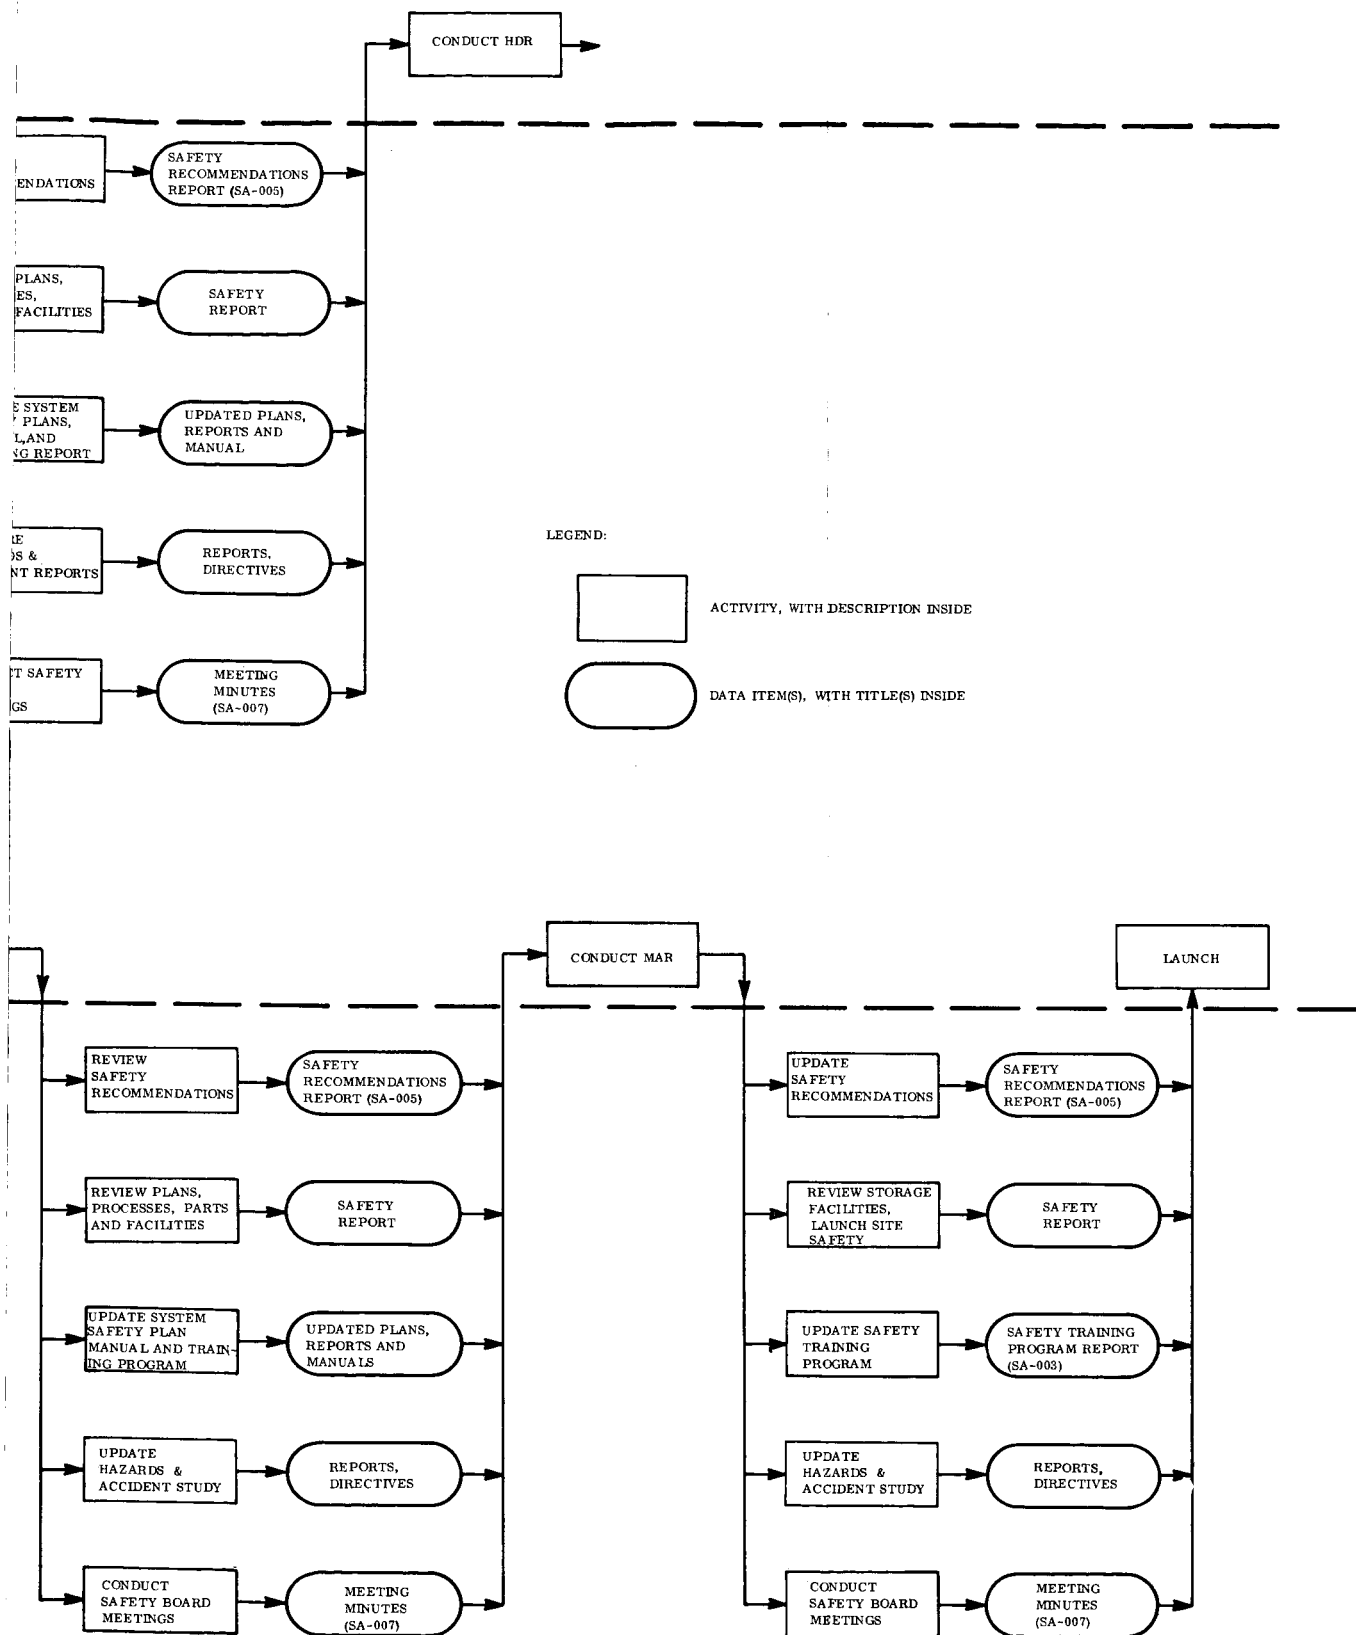 CONDUCT HDR
ENDATIONS
SAFETY
RECOMMENDATIONS
REPORT (SA-005)
PLANS,
ES,
FACILITIES
SAFETY
REPORT
E SYSTEM
PLANS,
L,AND
NG REPORT
UPDATED PLANS,
REPORTS AND
MANUAL
RE
DS &
NT REPORTS
REPORTS,
DIRECTIVES
T SAFETY
GS
MEETING
MINUTES
(SA-007)
LEGEND:
ACTIVITY, WITH DESCRIPTION INSIDE
DATA ITEM(S), WITH TITLE(S) INSIDE
CONDUCT MAR
LAUNCH
REVIEW
SAFETY
RECOMMENDATIONS
SAFETY
RECOMMENDATIONS
REPORT (SA-005)
REVIEW PLANS,
PROCESSES, PARTS
AND FACILITIES
SAFETY
REPORT
UPDATE SYSTEM
SAFETY PLAN
MANUAL AND TRAIN-
ING PROGRAM
UPDATED PLANS,
REPORTS AND
MANUALS
UPDATE
HAZARDS &
ACCIDENT STUDY
REPORTS,
DIRECTIVES
CONDUCT
SAFETY BOARD
MEETINGS
MEETING
MINUTES
(SA-007)
UPDATE
SAFETY
RECOMMENDATIONS
SAFETY
RECOMMENDATIONS
REPORT (SA-005)
REVIEW STORAGE
FACILITIES,
LAUNCH SITE
SAFETY
SAFETY
REPORT
UPDATE SAFETY
TRAINING
PROGRAM
SAFETY TRAINING
PROGRAM REPORT
(SA-003)
UPDATE
HAZARDS &
ACCIDENT STUDY
REPORTS,
DIRECTIVES
CONDUCT
SAFETY BOARD
MEETINGS
MEETING
MINUTES
(SA-007)